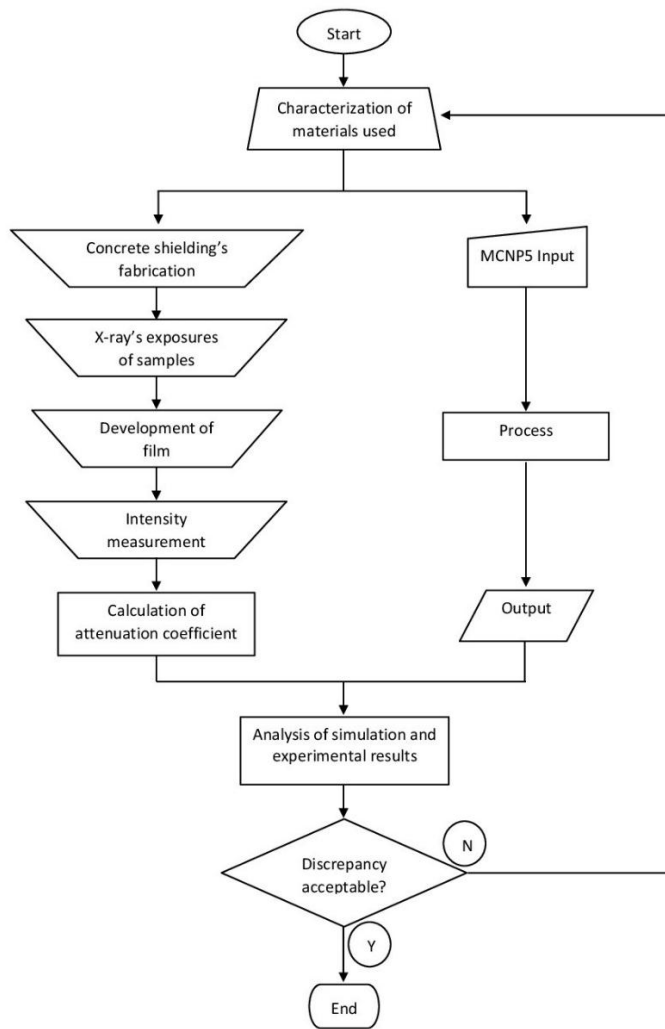 Start
Characterization of
materials used
Concrete shielding's
fabrication
X-ray's exposures
of samples
Development of
film
Intensity
measurement
Calculation of
attenuation coefficient
MCNP5 Input
Process
Output
Analysis of simulation and
experimental results
Discrepancy
acceptable?
N
Y
End